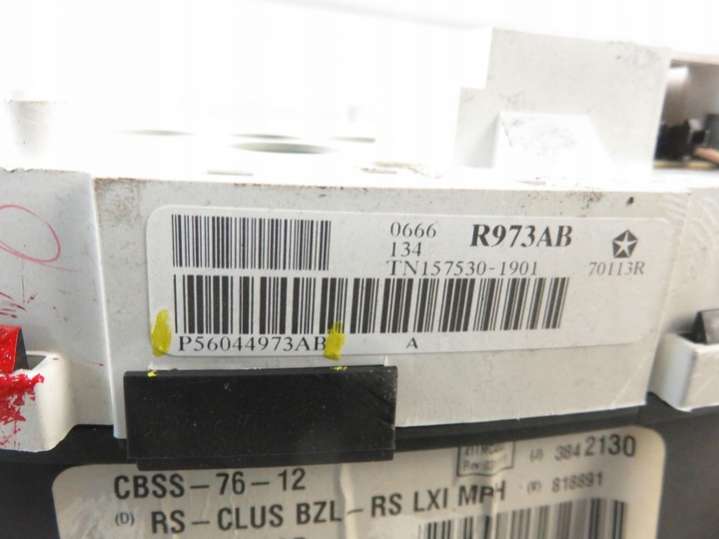 0666 R973AB
134
TN157530-1901 70113R
P56044973AB A
3842130
CBSS-76-12
818891
(D) RS-CLUS BZL-RS LXI MPH